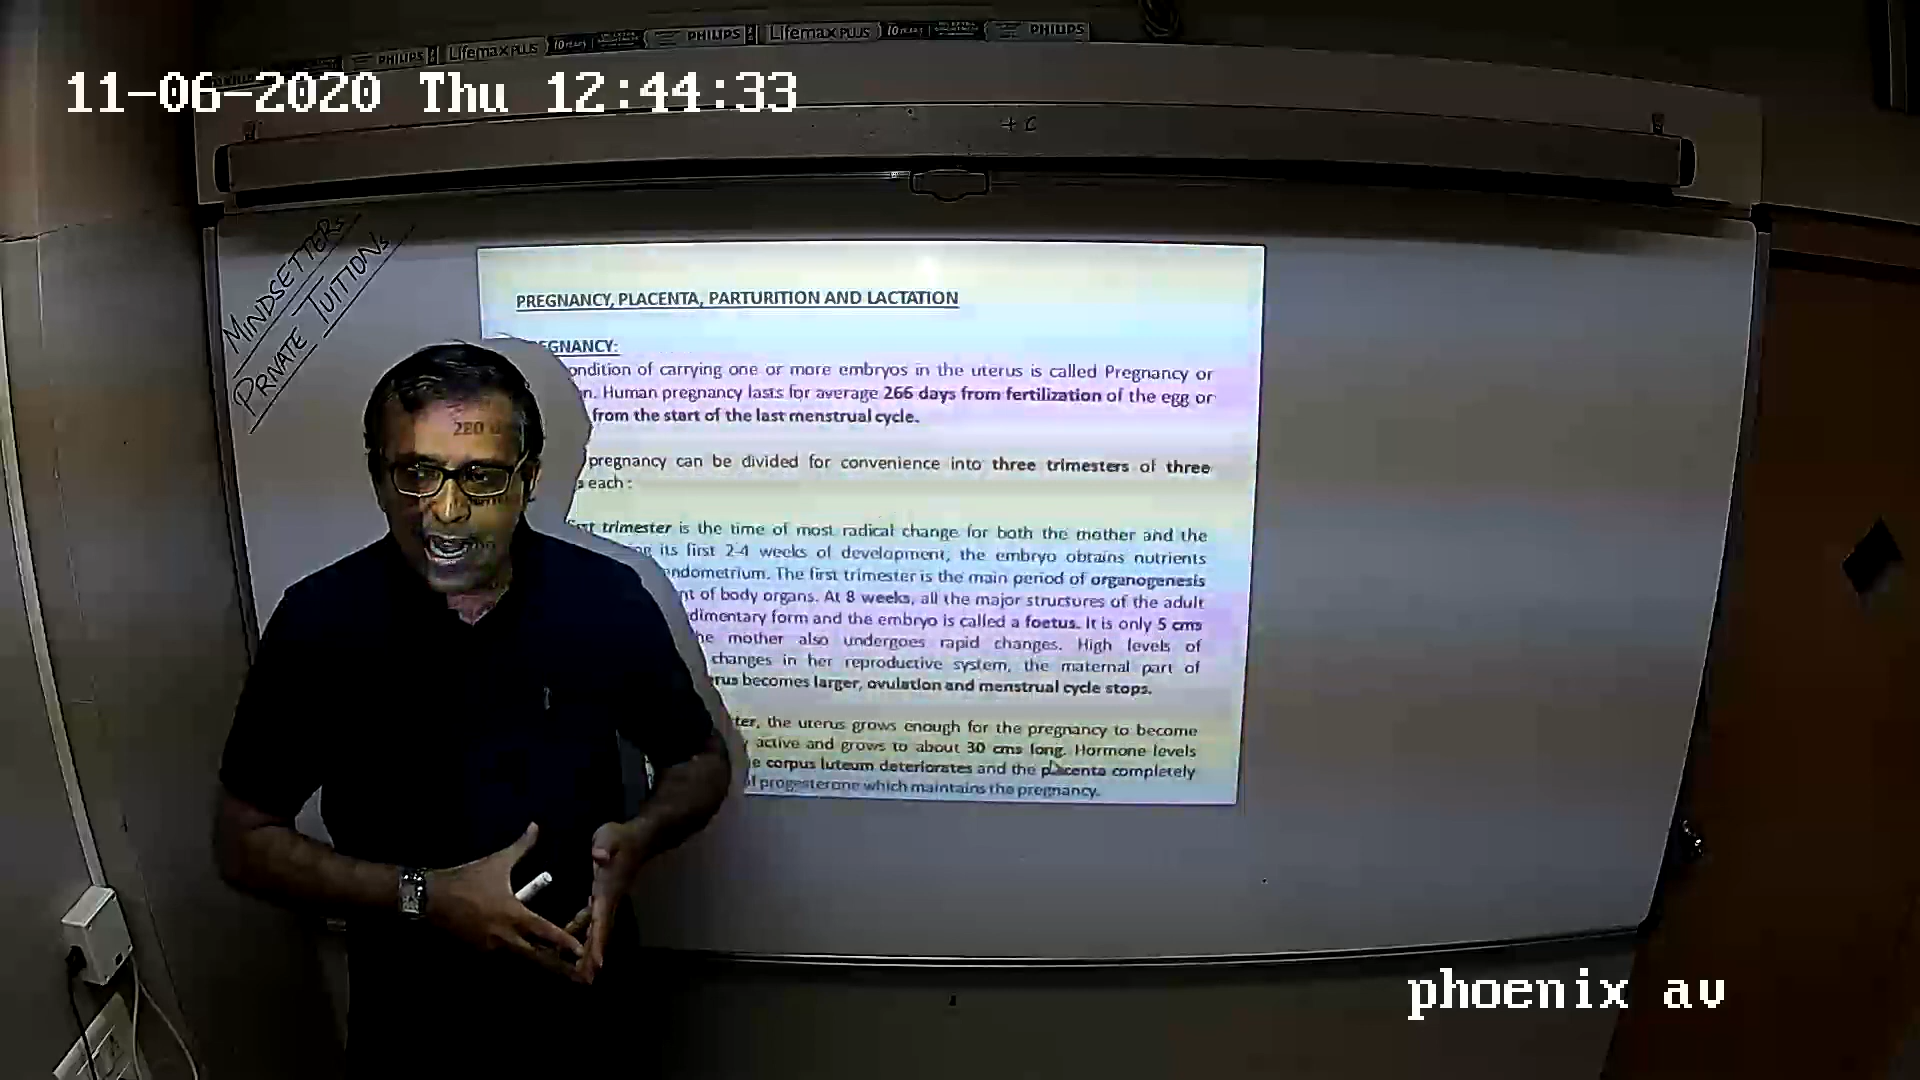 PHILIPS Lifemax PLUS 10 YEARS PHILIPS Lifemax PLUS 10 YEARS PHILIPS
11-06-2020 Thu 12:44:33
+ C
MINDSETTERS
PRIVATE TUITIONS
PREGNANCY, PLACENTA, PARTURITION AND LACTATION
EGNANCY:
ondition of carrying one or more embryos in the uterus is called Pregnancy or
n. Human pregnancy lasts for average 266 days from fertilization of the egg or
280 from the start of the last menstrual cycle.
pregnancy can be divided for convenience into three trimesters of three
each :
trimester is the time of most radical change for both the mother and the
its first 2-4 weeks of development, the embryo obtains nutrients
ndometrium. The first trimester is the main period of organogenesis
nt of body organs. At 8 weeks, all the major structures of the adult
dimentary form and the embryo is called a foetus. It is only 5 cms
he mother also undergoes rapid changes. High levels of
changes in her reproductive system, the maternal part of
rus becomes larger, ovulation and menstrual cycle stops.
ter, the uterus grows enough for the pregnancy to become
active and grows to about 30 cms long. Hormone levels
e corpus luteum deteriorates and the placenta completely
progesterone which maintains the pregnancy.
phoenix av